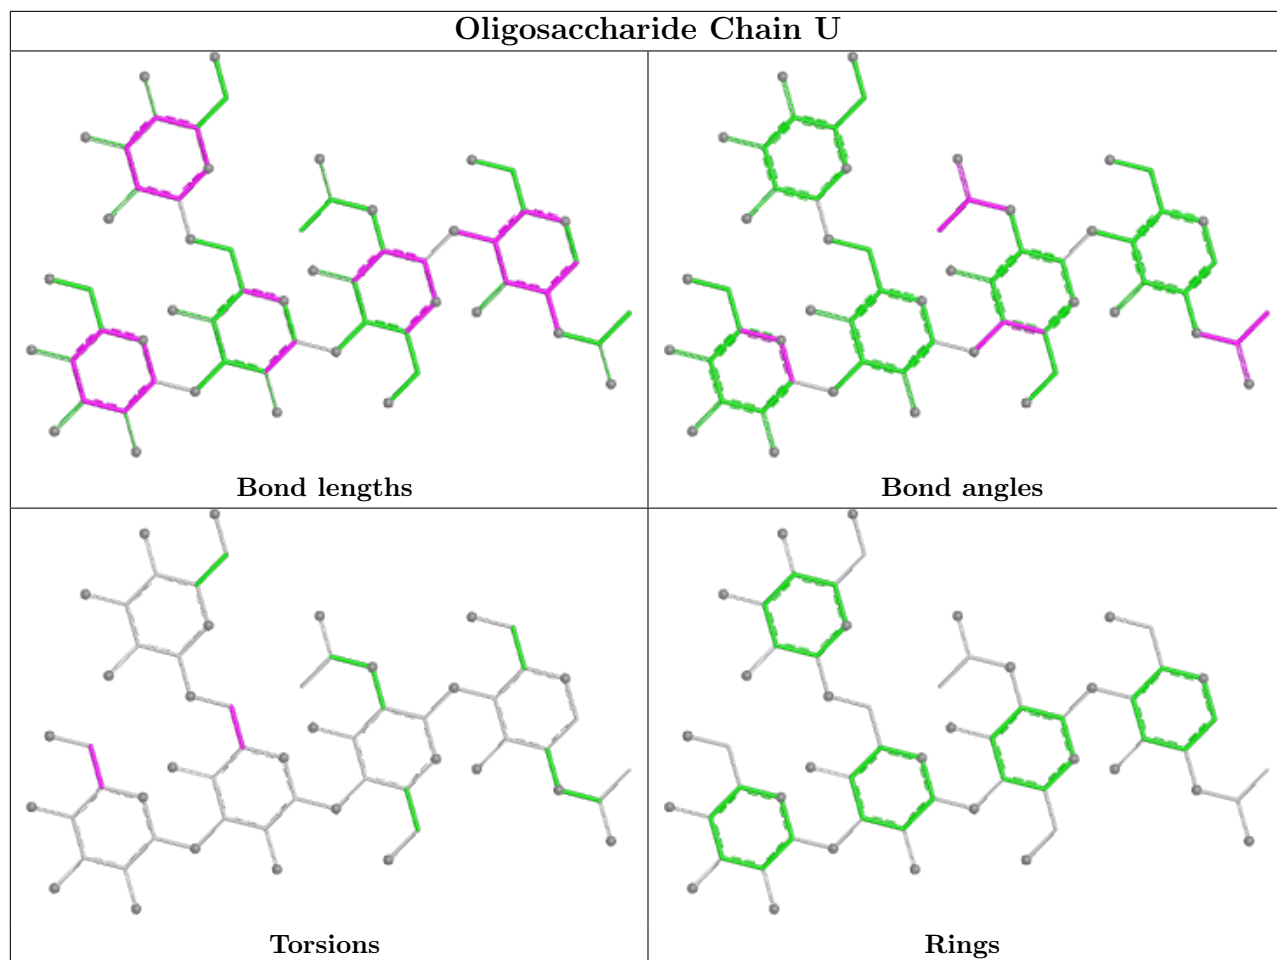 Oligosaccharide Chain U
Bond lengths
Bond angles
Torsions
Rings